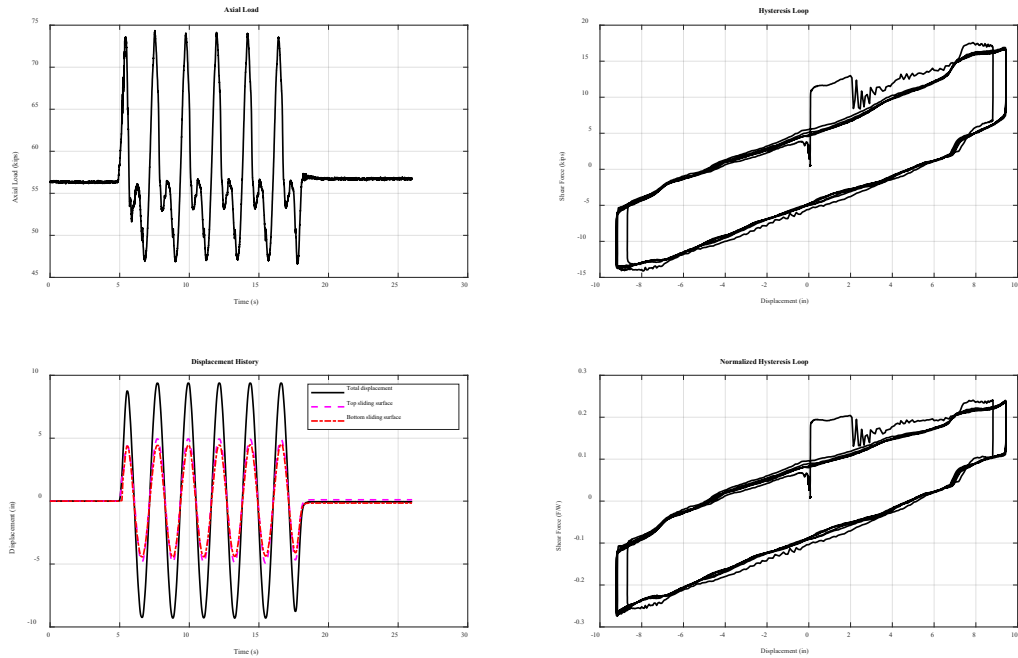 Axial Load
75
70
65
60
55
50
45
Axial Load (kips)
0 5 10 15 20 25 30
Time (s)
Hysteresis Loop
20
15
10
5
0
-5
-10
-15
Shear Force (kips)
-10 -8 -6 -4 -2 0 2 4 6 8 10
Displacement (in)
Displacement History
10
5
0
-5
-10
Displacement (in)
Total displacement
Top sliding surface
Bottom sliding surface
0 5 10 15 20 25 30
Time (s)
Normalized Hysteresis Loop
0.3
0.2
0.1
0
-0.1
-0.2
-0.3
Shear Force (F/W)
-10 -8 -6 -4 -2 0 2 4 6 8 10
Displacement (in)